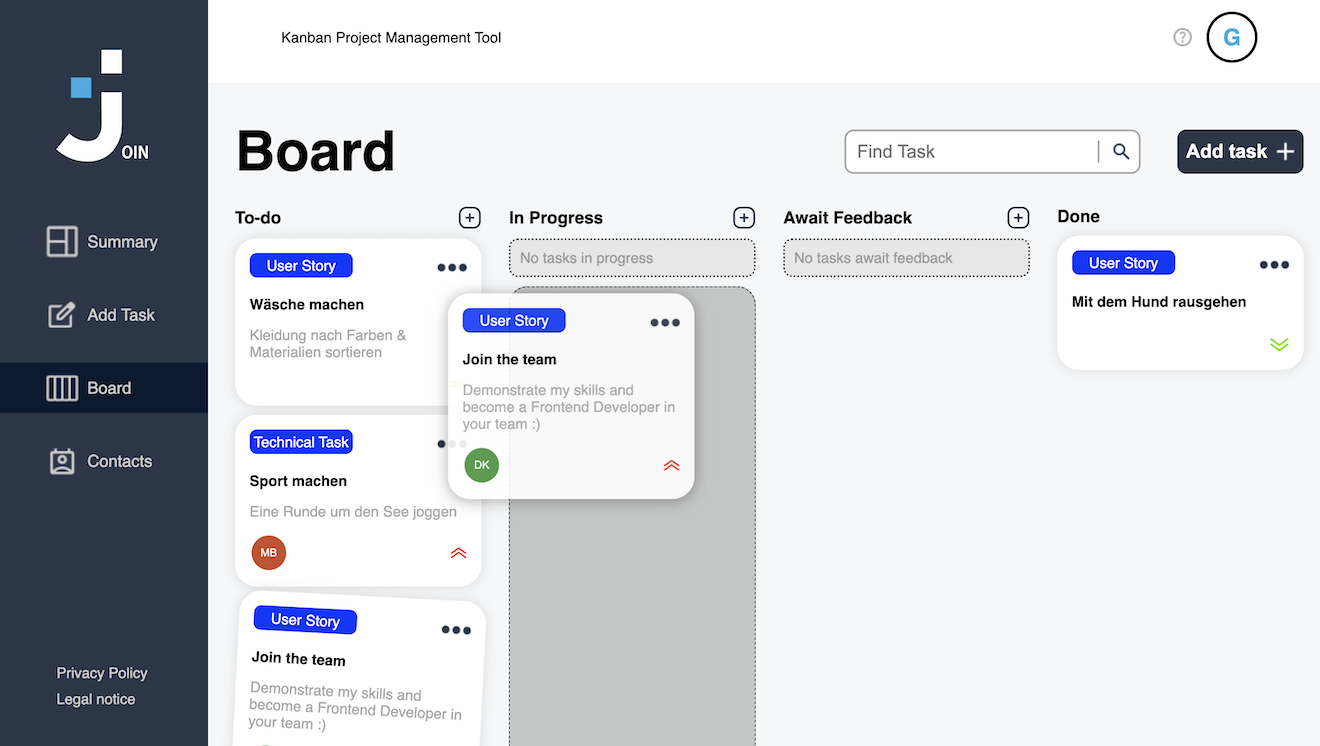 OIN
Summary
Add Task
Board
Contacts
Privacy Policy
Legal notice
Kanban Project Management Tool
?
G
Board
Find Task
Add task
To-do
User Story
Wäsche machen
Kleidung nach Farben &
Materialien sortieren
Technical Task
Sport machen
Eine Runde um den See joggen
MB
User Story
Join the team
Demonstrate my skills and
become a Frontend Developer in
your team :)
In Progress
No tasks in progress
User Story
Join the team
Demonstrate my skills and
become a Frontend Developer in
your team :)
DK
Await Feedback
No tasks await feedback
Done
User Story
Mit dem Hund rausgehen